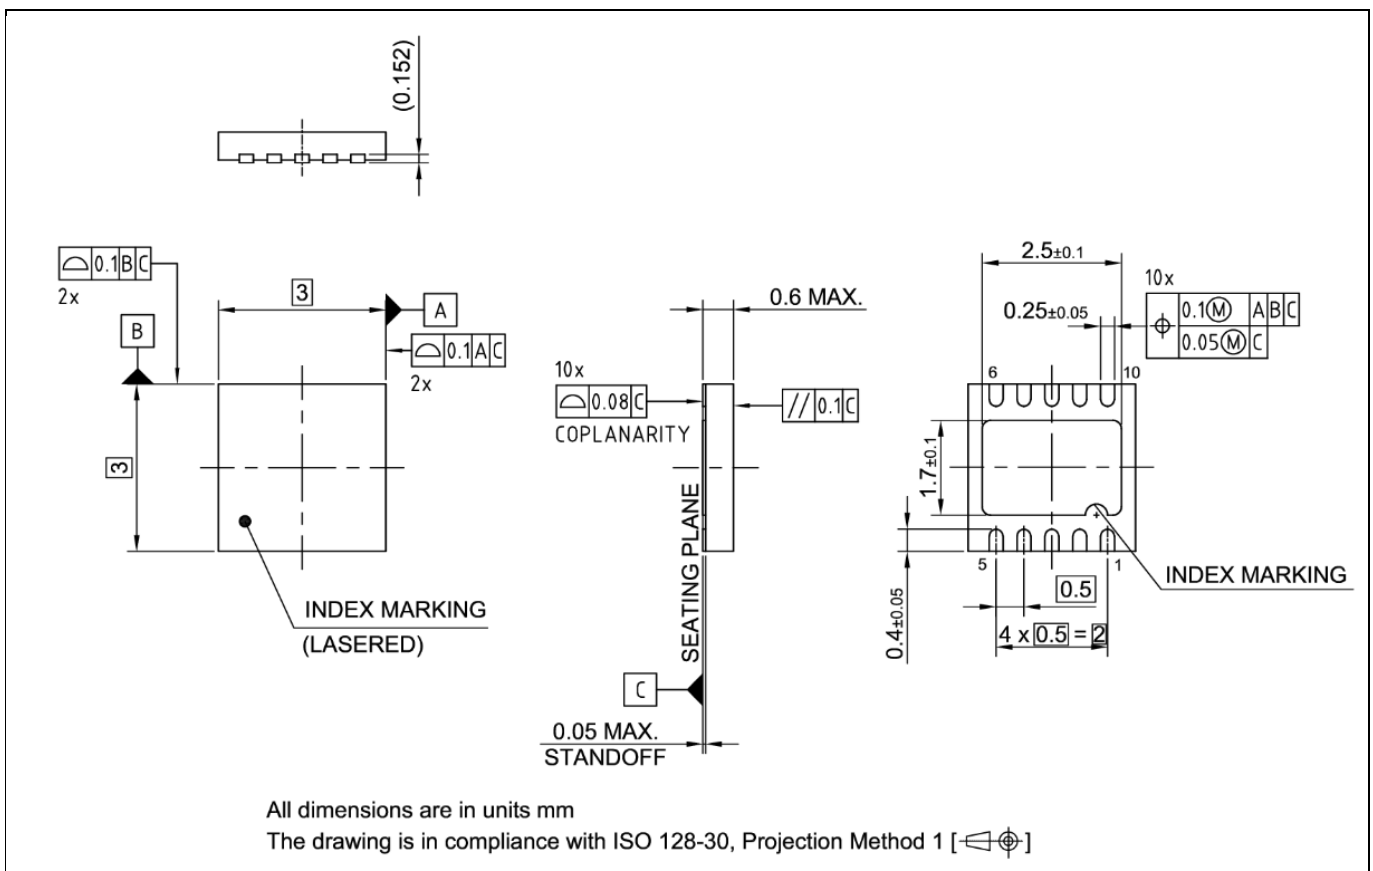 (0.152)
0.1 B C
2x
3
A
B
0.1 A C
2x
3
INDEX MARKING
(LASERED)
0.6 MAX.
10x
0.08 C
COPLANARITY
// 0.1 C
SEATING PLANE
C
0.05 MAX.
STANDOFF
2.5±0.1
10x
0.25±0.05
0.1 Ⓜ A B C
0.05 Ⓜ C
6
10
1.7±0.1
5
1
INDEX MARKING
0.5
0.4±0.05
4 x 0.5 = 2
All dimensions are in units mm
The drawing is in compliance with ISO 128-30, Projection Method 1 [ ]